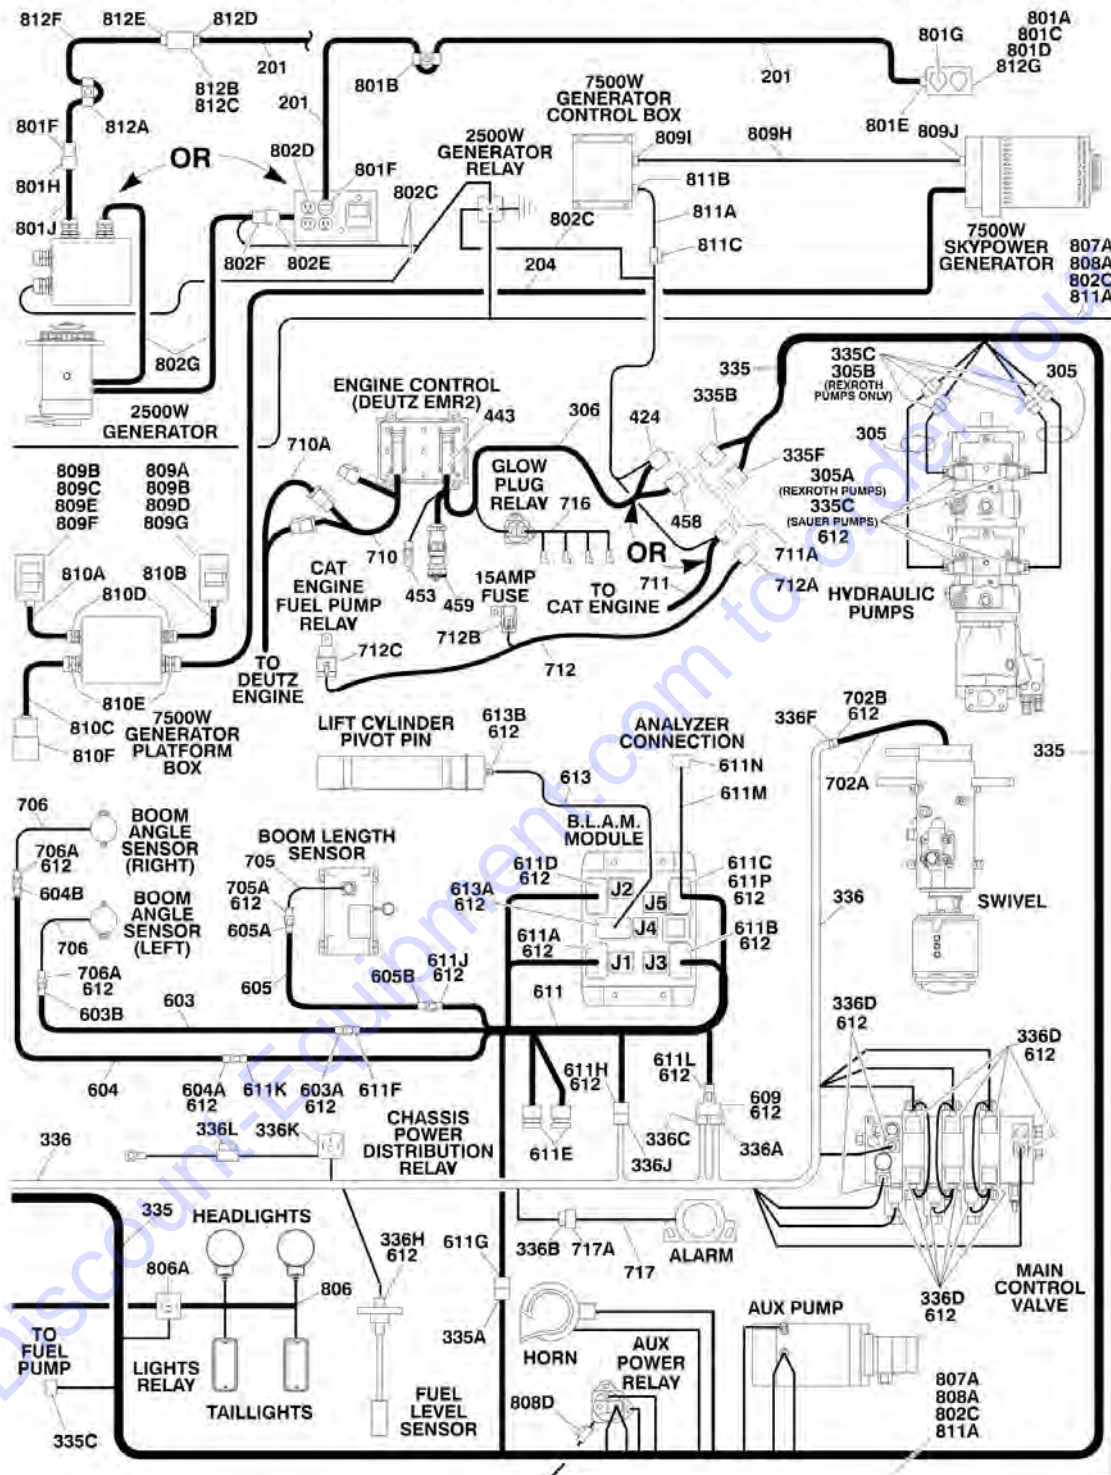 812F
812E
812D
201
812B
812C
812A
801F
801H
801J
OR
201
802D
801F
802C
802F
802E
802G
2500W
GENERATOR
801B
2500W
GENERATOR
RELAY
7500W
GENERATOR
CONTROL BOX
201
801G
801A
801C
801D
812G
801E
809I
809H
809J
811B
811A
811C
802C
204
7500W
SKYPOWER
GENERATOR
807A
808A
802C
811A
ENGINE CONTROL
(DEUTZ EMR2)
443
306
424
335B
335
335C
305B
(REXROTH
PUMPS ONLY)
305
305
710A
GLOW
PLUG
RELAY
716
458
335F
305A
(REXROTH PUMPS)
335C
(SAUER PUMPS)
612
HYDRAULIC
PUMPS
710
453
459
OR
711
711A
712A
TO
CAT ENGINE
CAT
ENGINE
FUEL PUMP
RELAY
15AMP
FUSE
712B
712C
712
809B
809C
809E
809F
809A
809B
809D
809G
810A
810B
810D
810E
810C
810F
7500W
GENERATOR
PLATFORM
BOX
TO
DEUTZ
ENGINE
LIFT CYLINDER
PIVOT PIN
613B
612
613
ANALYZER
CONNECTION
611N
611M
336F
702B
612
702A
335
B.L.A.M.
MODULE
706
BOOM
ANGLE
SENSOR
(RIGHT)
706A
612
604B
BOOM
ANGLE
SENSOR
(LEFT)
706
706A
612
603B
BOOM LENGTH
SENSOR
705
705A
612
605A
605
611D
612
613A
612
611A
612
J2
J5
J4
J1
J3
611C
611P
612
611B
612
336
SWIVEL
603
605B
611J
612
611
604
604A
612
611K
603A
612
611F
611H
612
611L
612
609
612
336D
612
336D
612
336
336L
336K
CHASSIS
POWER
DISTRIBUTION
RELAY
611E
336C
336J
336A
335
HEADLIGHTS
806A
806
TO
FUEL
PUMP
335C
LIGHTS
RELAY
TAILLIGHTS
336H
612
FUEL
LEVEL
SENSOR
611G
335A
336B
717A
717
ALARM
HORN
808D
AUX
POWER
RELAY
AUX PUMP
336D
612
MAIN
CONTROL
VALVE
807A
808A
802C
811A
Discount-Equipment.com to order your